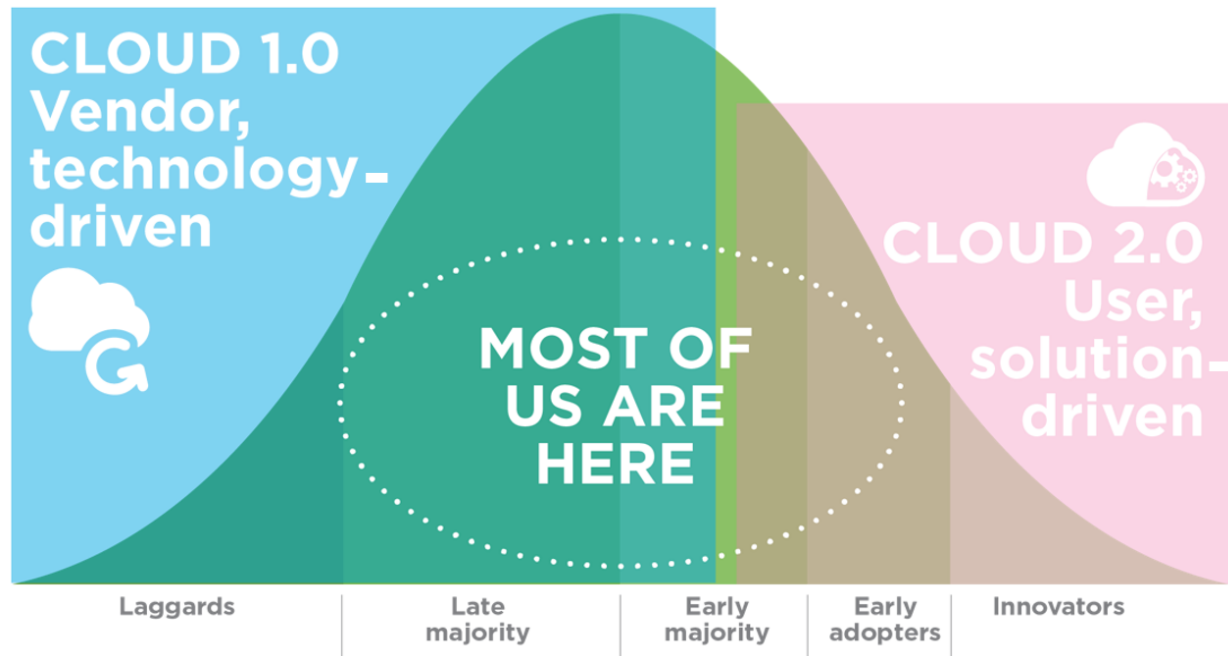 CLOUD 1.0
Vendor,
technology-
driven
CLOUD 2.0
User,
solution-
driven
MOST OF
US ARE
HERE
Laggards
Late
majority
Early
majority
Early
adopters
Innovators